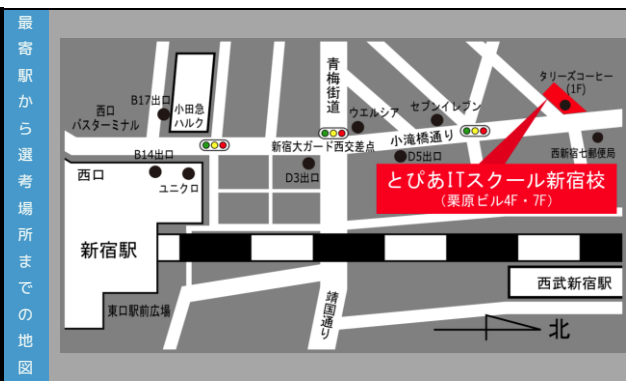 最寄駅から選考場所までの地図
青梅街道
タリーズコーヒー
(1F)
B17出口
小田急
ハルク
西口
バスターミナル
ウエルシア
セブンイレブン
小滝橋通り
新宿大ガード西交差点
西新宿七郵便局
B14出口
D3出口
D5出口
西口
ユニクロ
とぴあITスクール新宿校
(栗原ビル4F・7F)
新宿駅
西武新宿駅
東口駅前広場
靖国通り
北